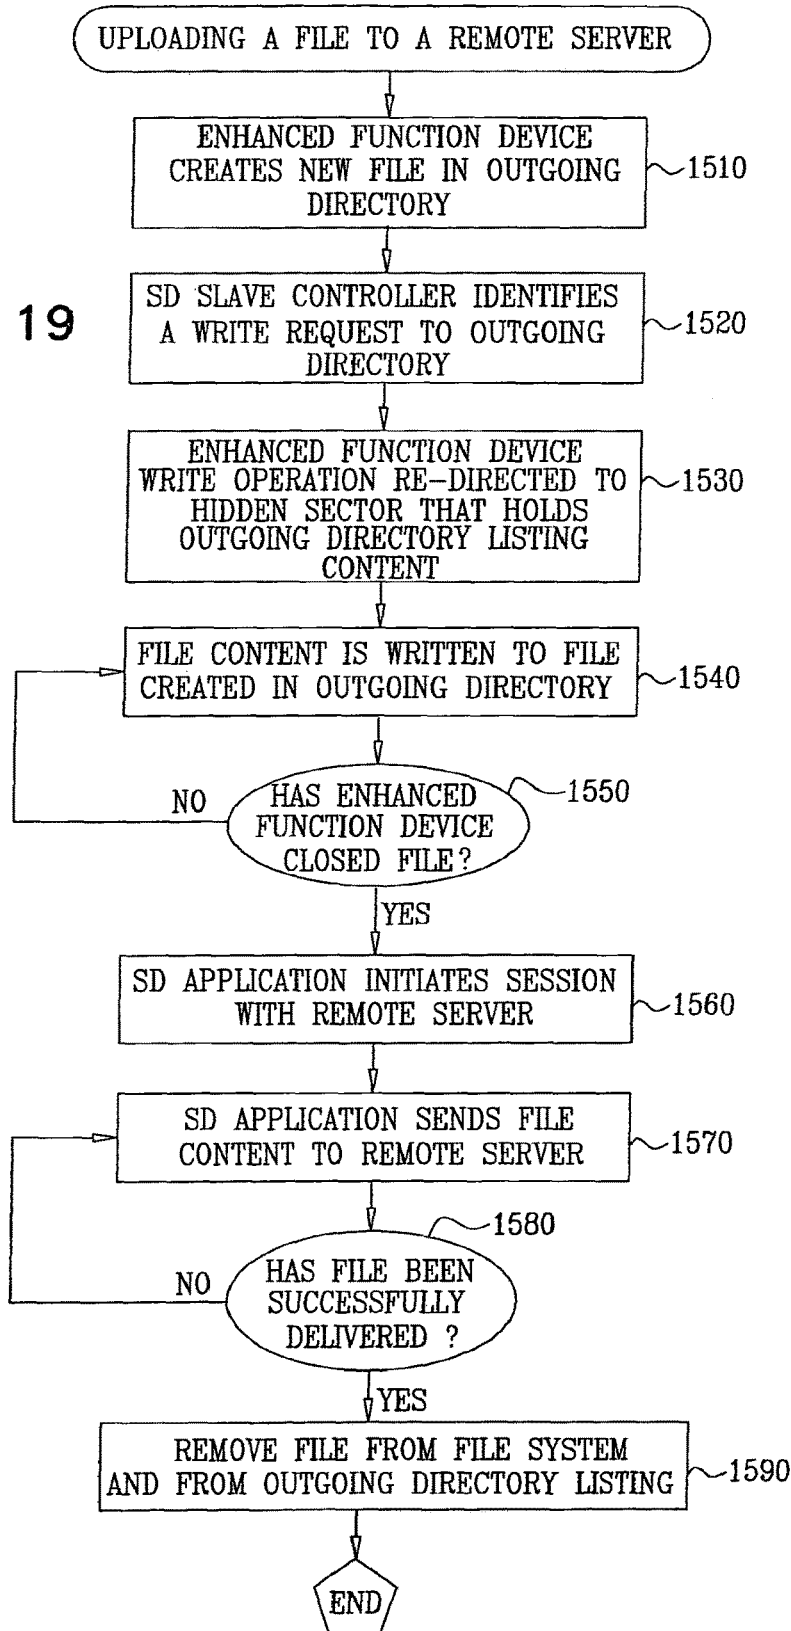 UPLOADING A FILE TO A REMOTE SERVER
ENHANCED FUNCTION DEVICE
CREATES NEW FILE IN OUTGOING
DIRECTORY
1510
19
SD SLAVE CONTROLLER IDENTIFIES
A WRITE REQUEST TO OUTGOING
DIRECTORY
1520
ENHANCED FUNCTION DEVICE
WRITE OPERATION RE-DIRECTED TO
HIDDEN SECTOR THAT HOLDS
OUTGOING DIRECTORY LISTING
CONTENT
1530
FILE CONTENT IS WRITTEN TO FILE
CREATED IN OUTGOING DIRECTORY
1540
NO
HAS ENHANCED
FUNCTION DEVICE
CLOSED FILE?
1550
YES
SD APPLICATION INITIATES SESSION
WITH REMOTE SERVER
1560
SD APPLICATION SENDS FILE
CONTENT TO REMOTE SERVER
1570
1580
NO
HAS FILE BEEN
SUCCESSFULLY
DELIVERED ?
YES
REMOVE FILE FROM FILE SYSTEM
AND FROM OUTGOING DIRECTORY LISTING
1590
END